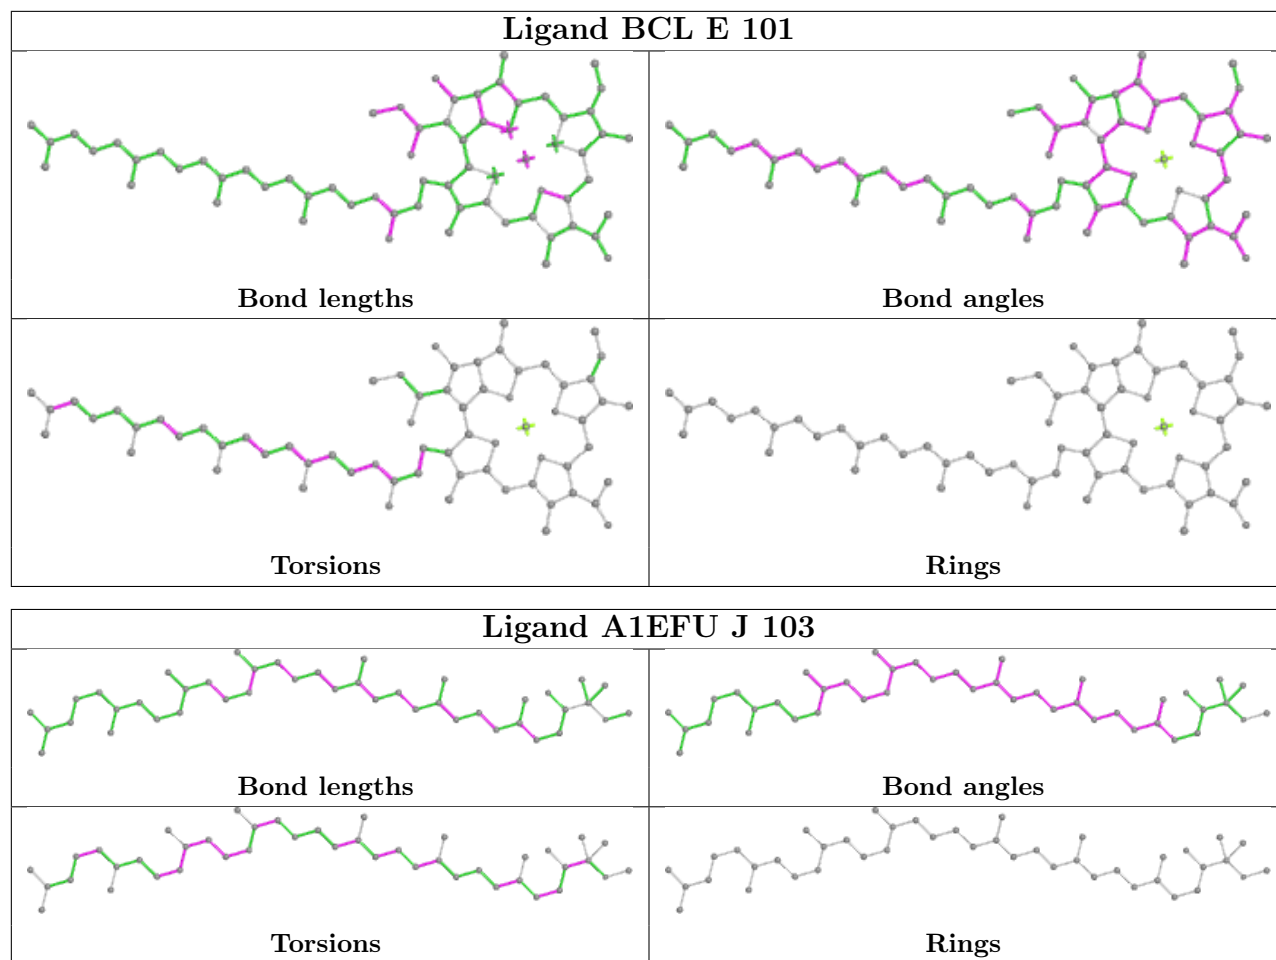 Ligand BCL E 101
Bond lengths
Bond angles
Torsions
Rings
Ligand A1EFU J 103
Bond lengths
Bond angles
Torsions
Rings